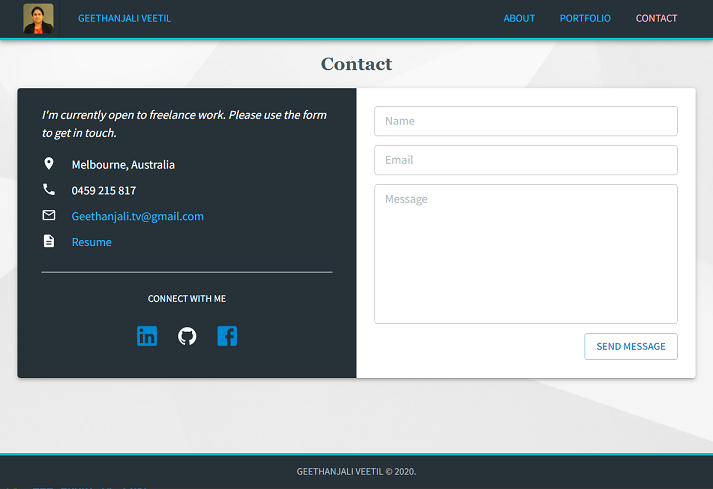 GEETHANJALI VEETIL
ABOUT
PORTFOLIO
CONTACT
Contact
I'm currently open to freelance work. Please use the form
to get in touch.
Melbourne, Australia
0459 215 817
Geethanjali.tv@gmail.com
Resume
CONNECT WITH ME
in
Name
Email
Message
SEND MESSAGE
GEETHANJALI VEETIL © 2020.